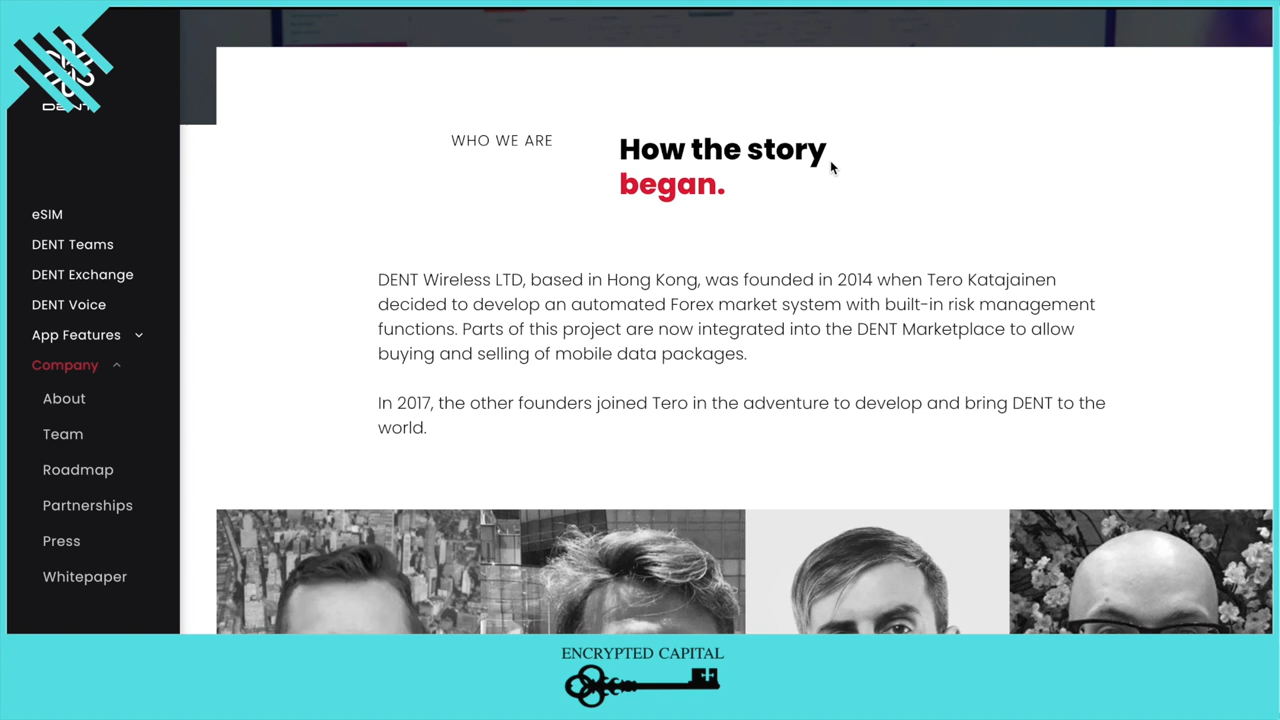 DENT
eSIM
DENT Teams
DENT Exchange
DENT Voice
App Features
Company
About
Team
Roadmap
Partnerships
Press
Whitepaper
WHO WE ARE
How the story
began.
DENT Wireless LTD, based in Hong Kong, was founded in 2014 when Tero Katajainen
decided to develop an automated Forex market system with built-in risk management
functions. Parts of this project are now integrated into the DENT Marketplace to allow
buying and selling of mobile data packages.
In 2017, the other founders joined Tero in the adventure to develop and bring DENT to the
world.
ENCRYPTED CAPITAL